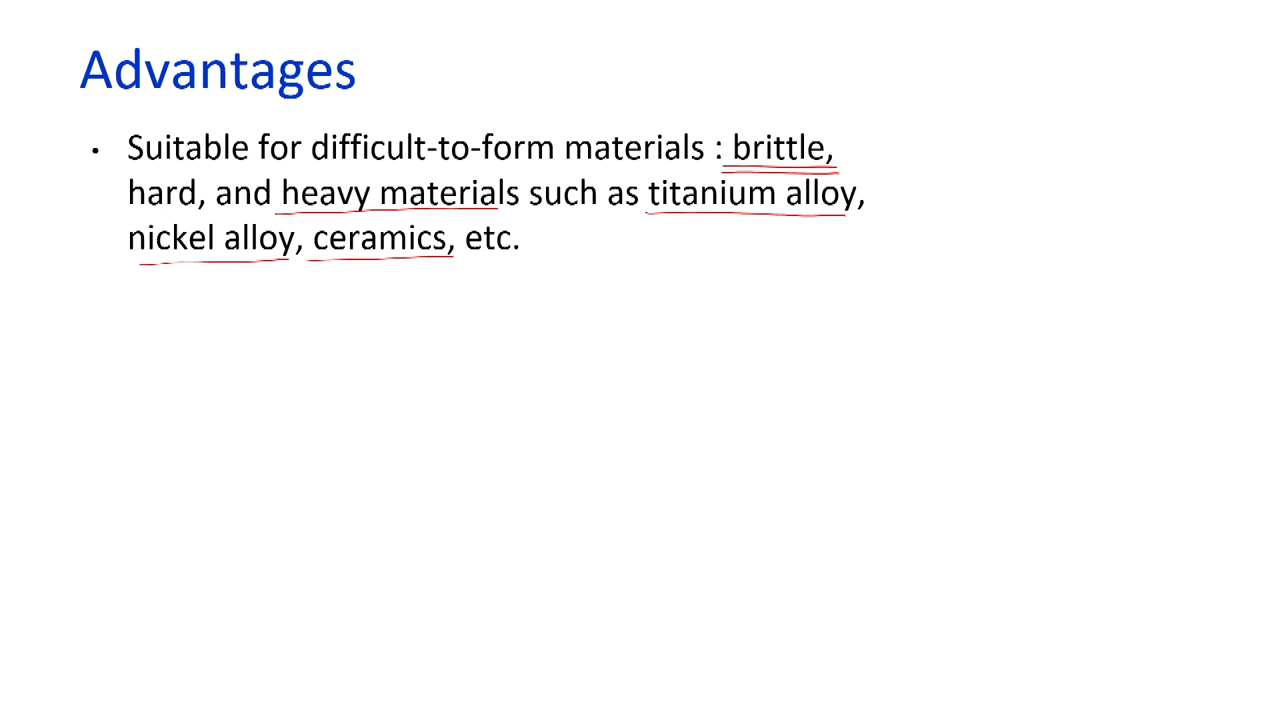 Advantages
• Suitable for difficult-to-form materials : brittle,
hard, and heavy materials such as titanium alloy,
nickel alloy, ceramics, etc.